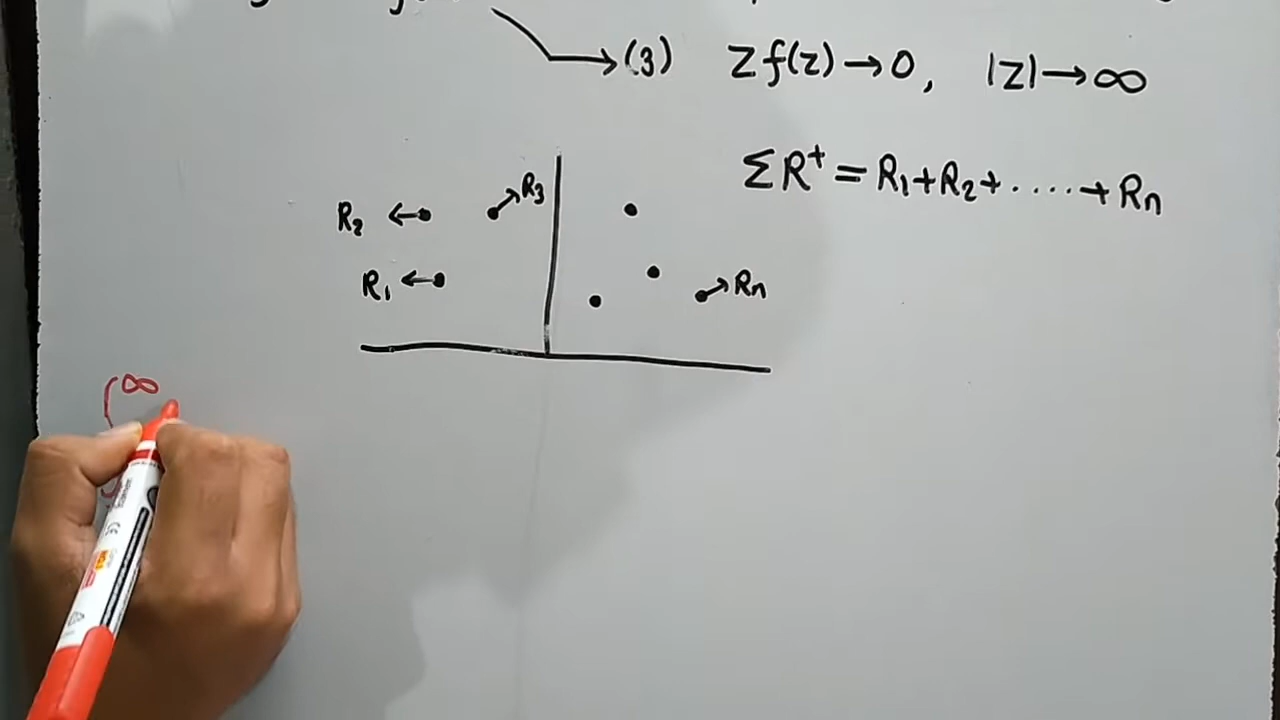 (3) Zf(z)→0, |Z|→∞
ΣR⁺=R₁+R₂+.....+Rn
R₃
R₂
R₁
Rn
∫∞